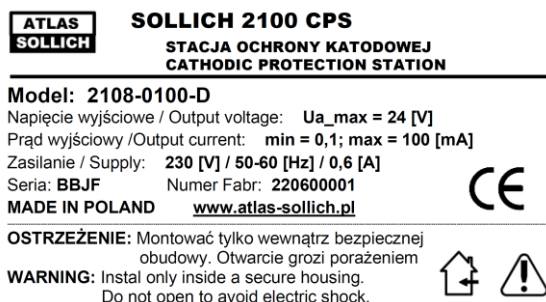 ATLAS
SOLLICH
SOLLICH 2100 CPS
STACJA OCHRONY KATODOWEJ
CATHODIC PROTECTION STATION
Model: 2108-0100-D
Napięcie wyjściowe / Output voltage: Ua_max = 24 [V]
Prąd wyjściowy /Output current: min = 0,1; max = 100 [mA]
Zasilanie / Supply: 230 [V] / 50-60 [Hz] / 0,6 [A]
Seria: BBJF Numer Fabr: 220600001
MADE IN POLAND www.atlas-sollich.pl
CE
OSTRZEŻENIE: Montować tylko wewnątrz bezpiecznej
obudowy. Otwarcie grozi porażeniem
WARNING: Instal only inside a secure housing.
Do not open to avoid electric shock.